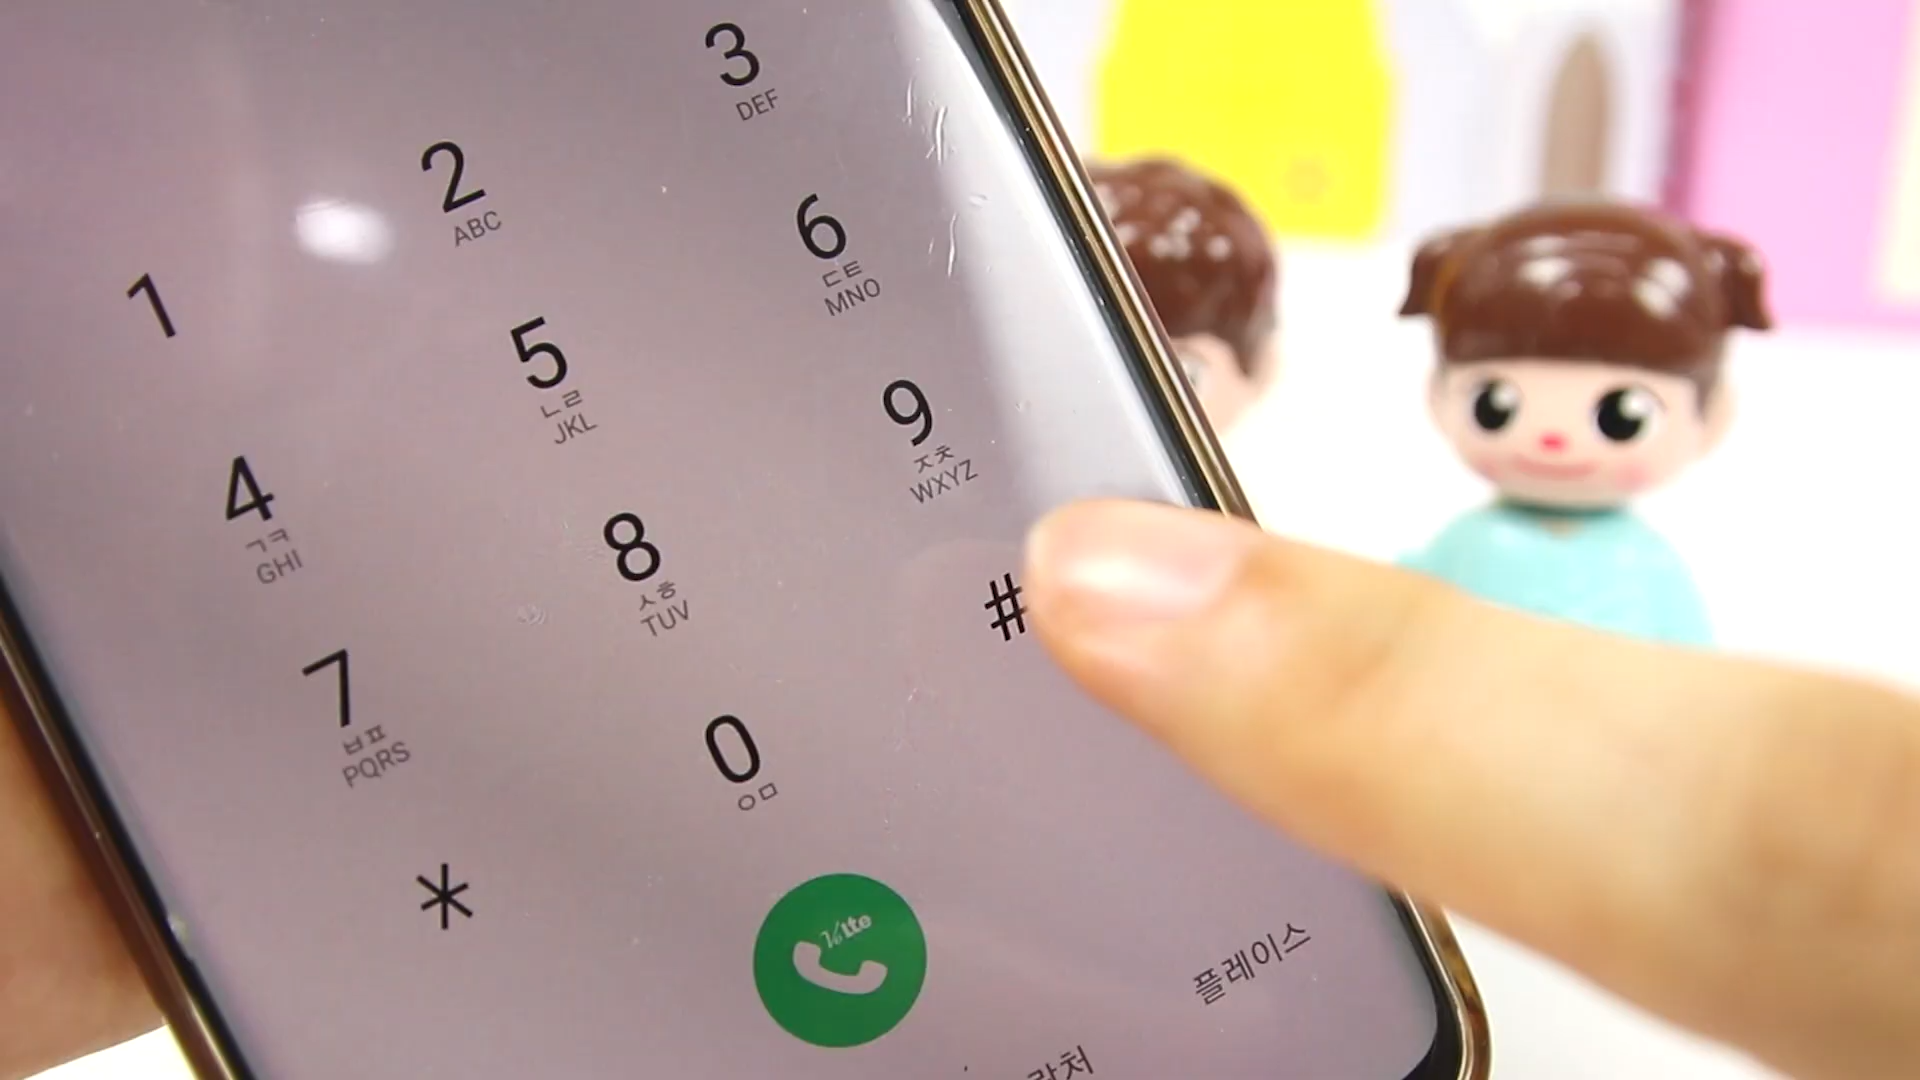 1
2
ABC
3
DEF
4
ㄱㅋ
GHI
5
ㄴㄹ
JKL
6
ㄷㅌ
MNO
7
ㅂㅍ
PQRS
8
ㅅㅎ
TUV
9
ㅈㅊ
WXYZ
*
0
ㅇㅁ
#
Volte
플레이스